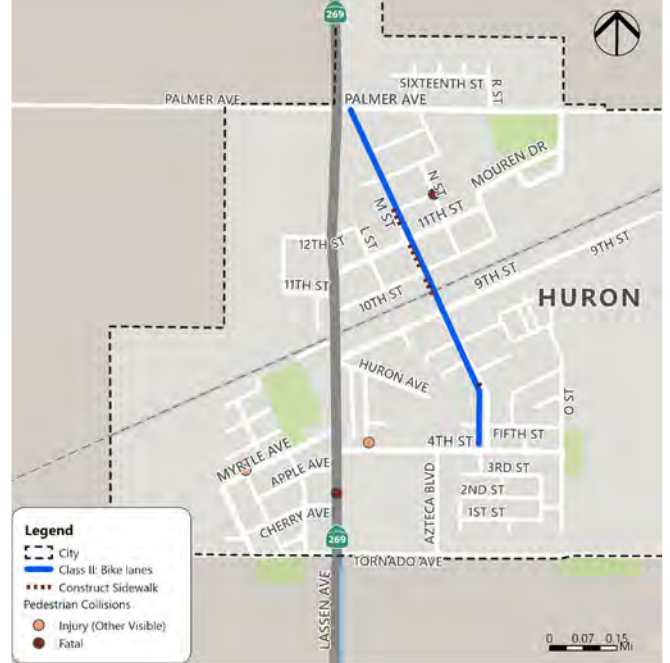 269
SIXTEENTH ST
R ST
PALMER AVE
PALMER AVE
MOUREN DR
N ST
M ST
11TH ST
L ST
12TH ST
9TH ST
9TH ST
11TH ST
10TH ST
HURON
HURON AVE
O ST
FIFTH ST
4TH ST
MYRTLE AVE
APPLE AVE
3RD ST
AZTECA BLVD
2ND ST
1ST ST
CHERRY AVE
269
TORNADO AVE
LASSEN AVE
Legend
City
Class II: Bike lanes
Construct Sidewalk
Pedestrian Collisions
Injury (Other Visible)
Fatal
0 0.07 0.15
Mi